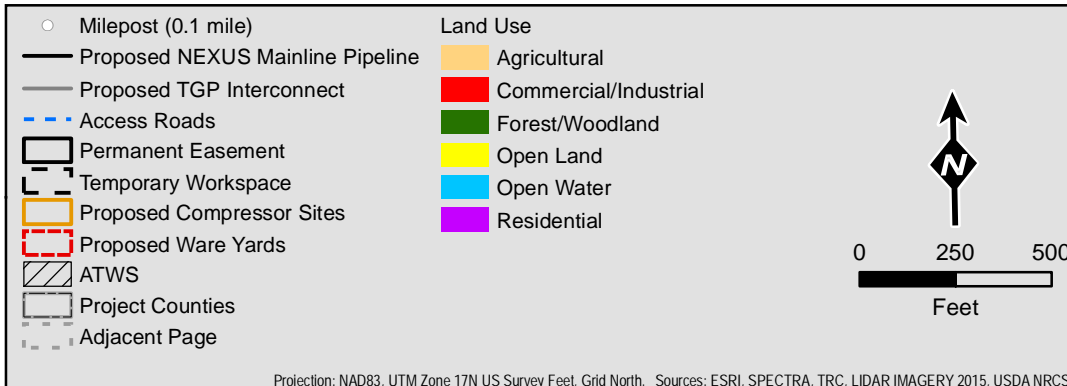 Milepost (0.1 mile)
Proposed NEXUS Mainline Pipeline
Proposed TGP Interconnect
Access Roads
Permanent Easement
Temporary Workspace
Proposed Compressor Sites
Proposed Ware Yards
ATWS
Project Counties
Adjacent Page
Land Use
Agricultural
Commercial/Industrial
Forest/Woodland
Open Land
Open Water
Residential
N
0 250 500
Feet
Projection: NAD83, UTM Zone 17N US Survey Feet, Grid North, Sources: ESRI, SPECTRA, TRC, LIDAR IMAGERY 2015, USDA NRCS